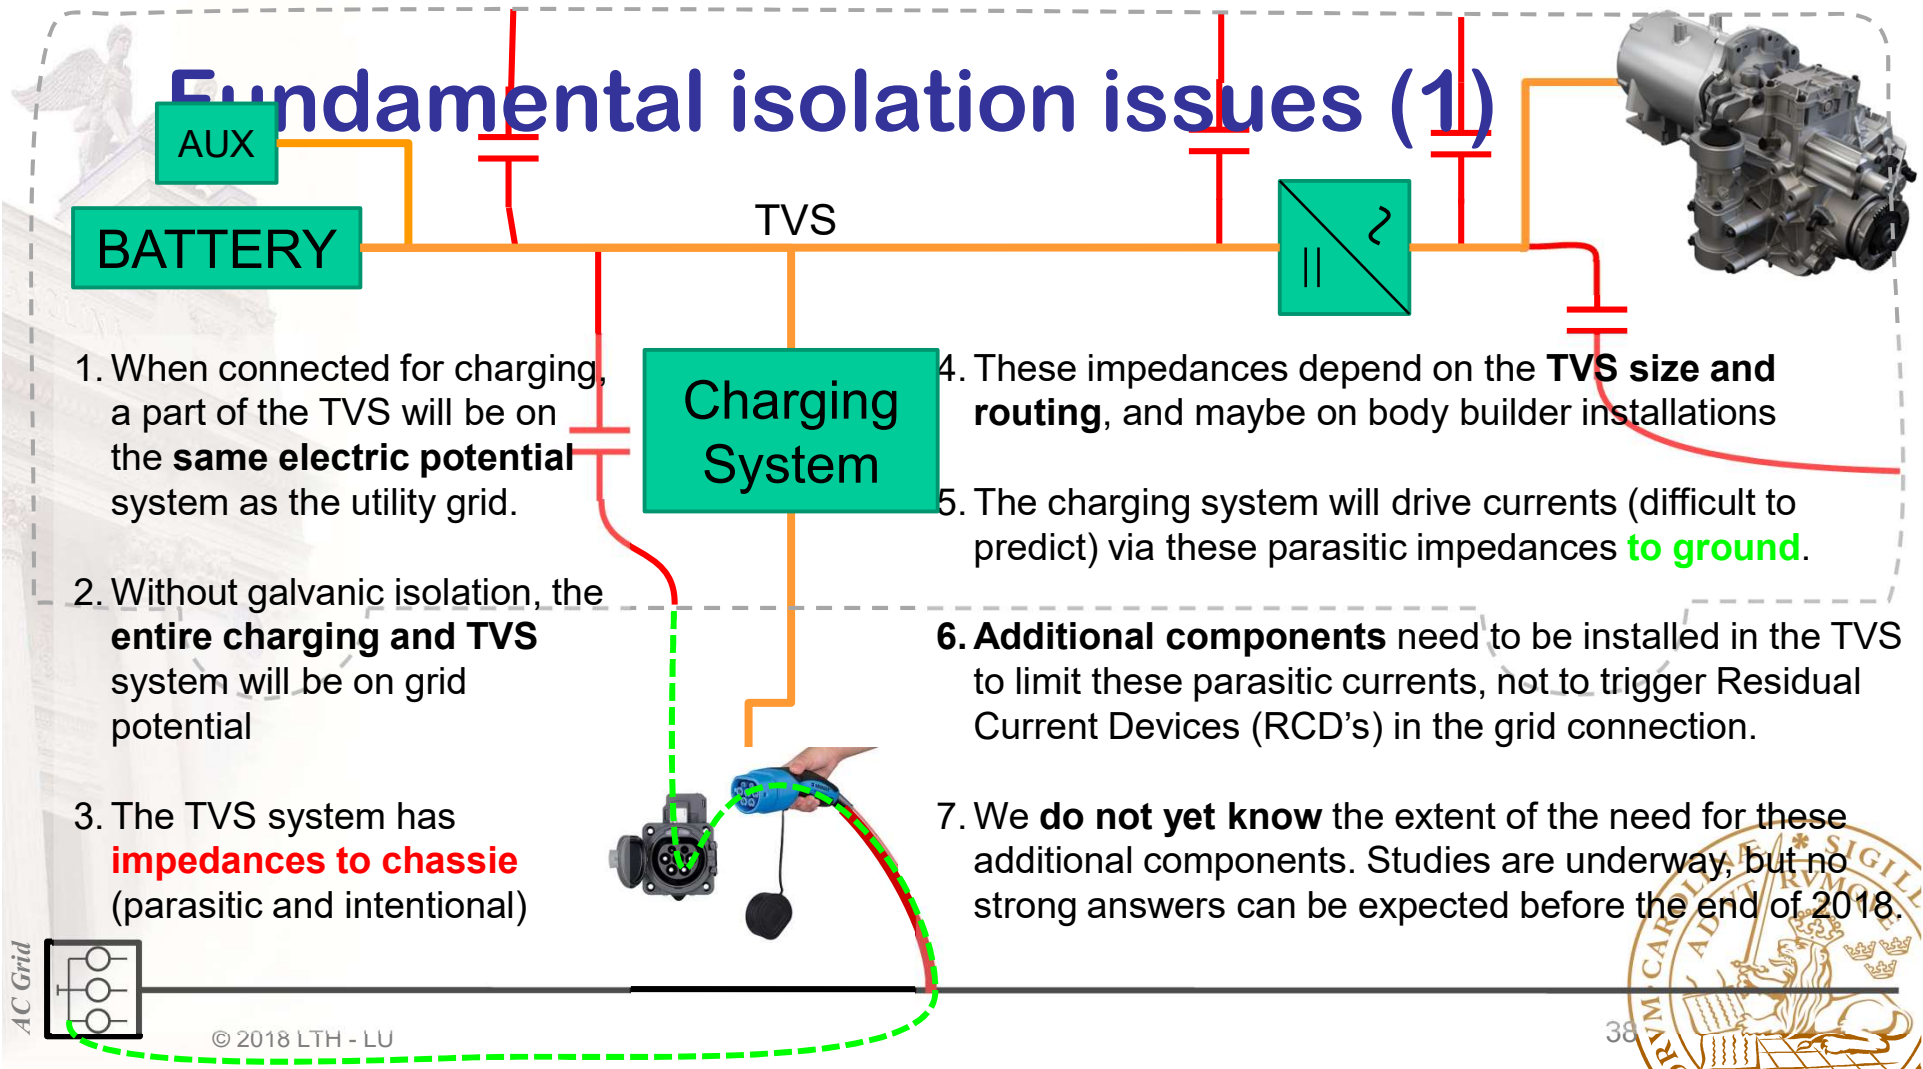 Fundamental isolation issues (1)
AUX
BATTERY
TVS
Charging
System
1. When connected for charging,
a part of the TVS will be on
the same electric potential
system as the utility grid.
2. Without galvanic isolation, the
entire charging and TVS
system will be on grid
potential
3. The TVS system has
impedances to chassie
(parasitic and intentional)
4. These impedances depend on the TVS size and
routing, and maybe on body builder installations
5. The charging system will drive currents (difficult to
predict) via these parasitic impedances to ground.
6. Additional components need to be installed in the TVS
to limit these parasitic currents, not to trigger Residual
Current Devices (RCD's) in the grid connection.
7. We do not yet know the extent of the need for these
additional components. Studies are underway, but no
strong answers can be expected before the end of 2018.
AC Grid
© 2018 LTH - LU
38